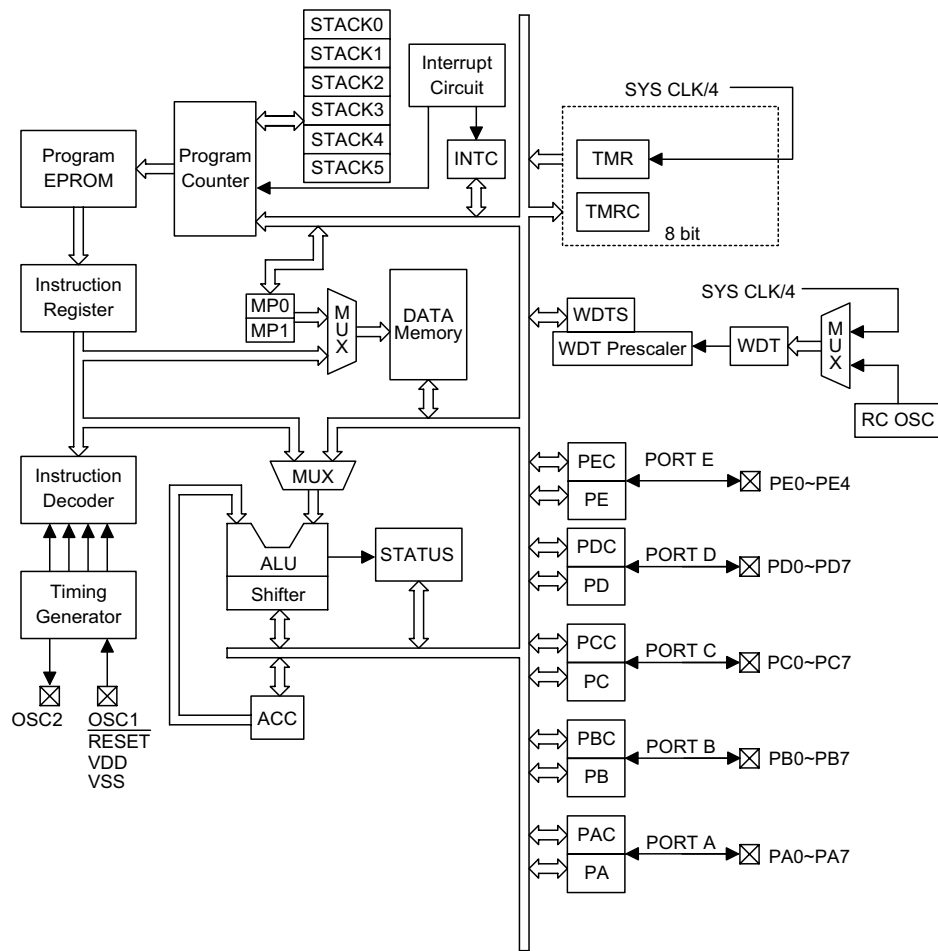 STACK0
STACK1
STACK2
STACK3
STACK4
STACK5
Interrupt
Circuit
INTC
Program
EPROM
Program
Counter
SYS CLK/4
TMR
TMRC
8 bit
Instruction
Register
MP0
MP1
MUX
DATA
Memory
WDTS
WDT Prescaler
WDT
SYS CLK/4
MUX
RC OSC
Instruction
Decoder
MUX
ALU
Shifter
STATUS
Timing
Generator
OSC2
OSC1
RESET
VDD
VSS
ACC
PEC
PE
PORT E
PE0~PE4
PDC
PD
PORT D
PD0~PD7
PCC
PC
PORT C
PC0~PC7
PBC
PB
PORT B
PB0~PB7
PAC
PA
PORT A
PA0~PA7